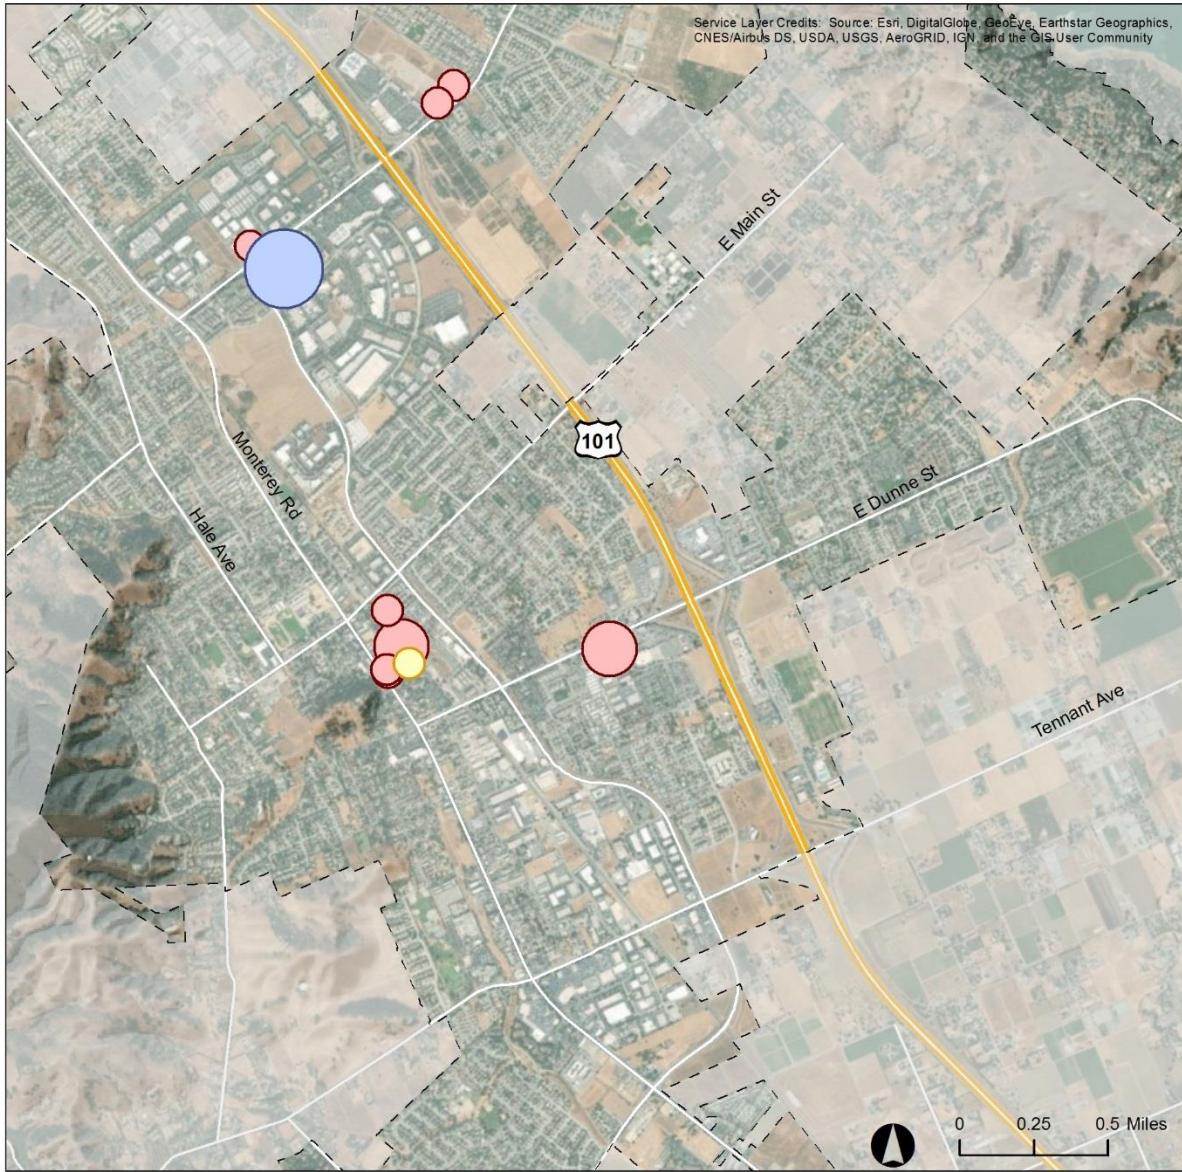 Service Layer Credits: Source: Esri, DigitalGlobe, GeoEye, Earthstar Geographics,
CNES/Airbus DS, USDA, USGS, AeroGRID, IGN, and the GIS User Community
E Main St
101
Monterey Rd
E Dunne St
Hale Ave
Tennant Ave
0 0.25 0.5 Miles